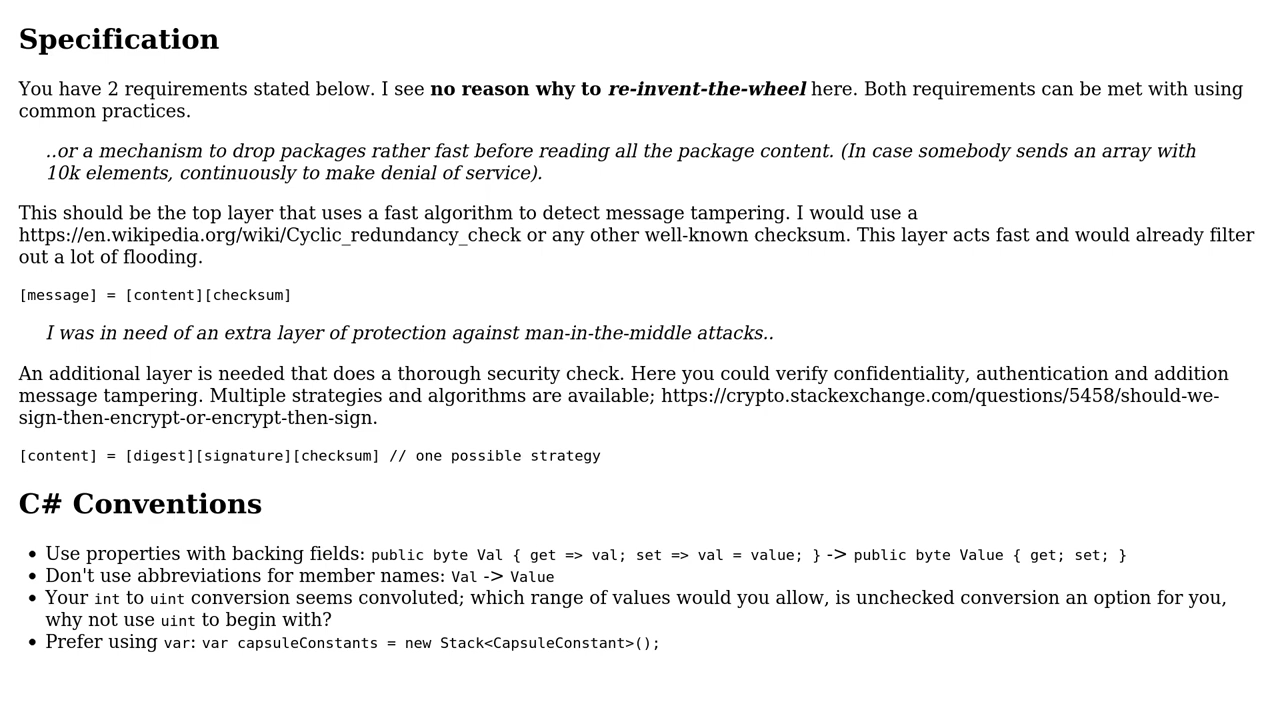 Specification
You have 2 requirements stated below. I see no reason why to re-invent-the-wheel here. Both requirements can be met with using
common practices.
..or a mechanism to drop packages rather fast before reading all the package content. (In case somebody sends an array with
10k elements, continuously to make denial of service).
This should be the top layer that uses a fast algorithm to detect message tampering. I would use a
https://en.wikipedia.org/wiki/Cyclic_redundancy_check or any other well-known checksum. This layer acts fast and would already filter
out a lot of flooding.
[message] = [content][checksum]
I was in need of an extra layer of protection against man-in-the-middle attacks..
An additional layer is needed that does a thorough security check. Here you could verify confidentiality, authentication and addition
message tampering. Multiple strategies and algorithms are available; https://crypto.stackexchange.com/questions/5458/should-we-
sign-then-encrypt-or-encrypt-then-sign.
[content] = [digest][signature][checksum] // one possible strategy
C# Conventions
• Use properties with backing fields: public byte Val { get => val; set => val = value; } -> public byte Value { get; set; }
• Don't use abbreviations for member names: Val -> Value
• Your int to uint conversion seems convoluted; which range of values would you allow, is unchecked conversion an option for you,
why not use uint to begin with?
• Prefer using var: var capsuleConstants = new Stack<CapsuleConstant>();